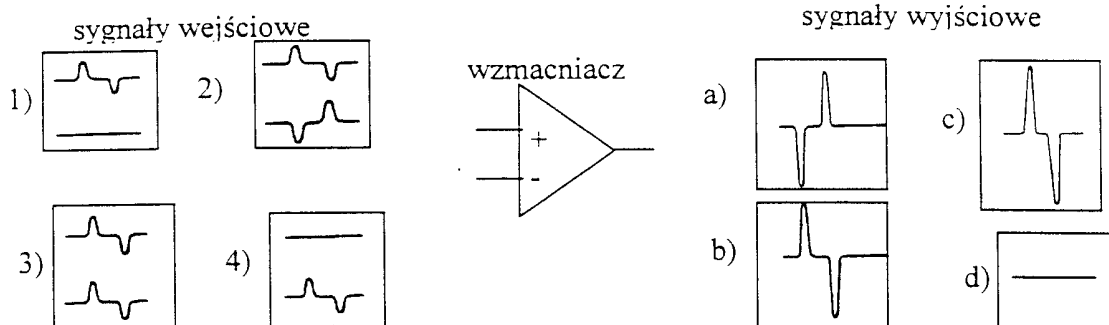 sygnały wejściowe
sygnały wyjściowe
wzmacniacz
1)
2)
3)
4)
+
-
a)
b)
c)
d)